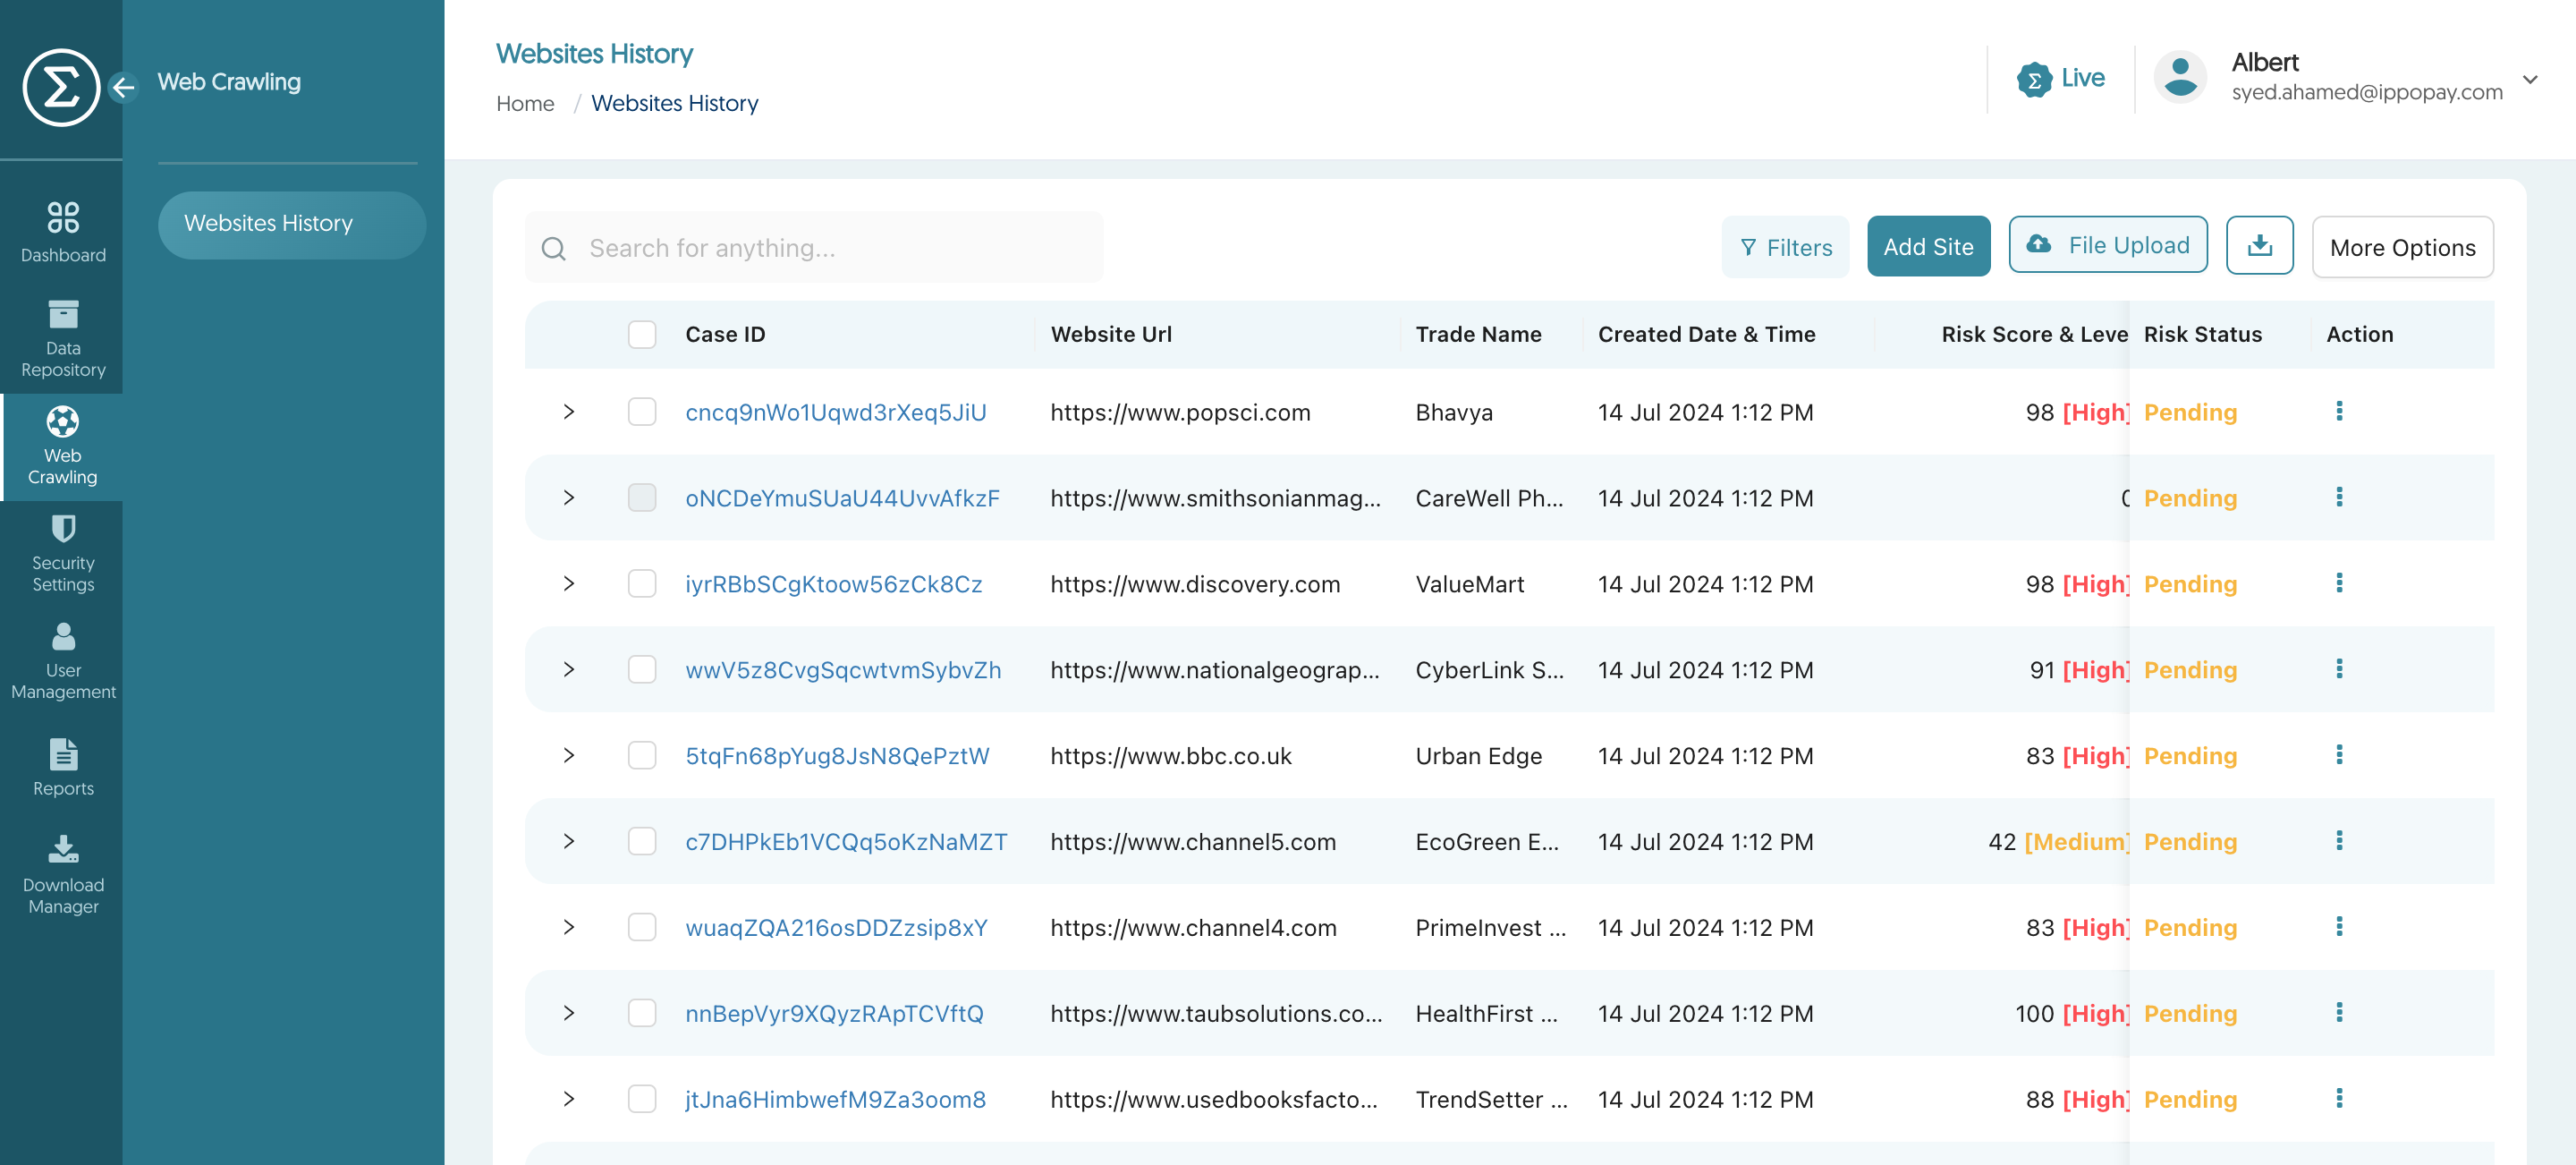 Web Crawling
Websites History
Dashboard
Data
Repository
Web
Crawling
Security
Settings
User
Management
Reports
Download
Manager
Websites History
Home / Websites History
Live
Albert
syed.ahamed@ippopay.com
Search for anything...
Filters
Add Site
File Upload
More Options
Case ID Website Url Trade Name Created Date & Time Risk Score & Leve Risk Status Action
cncq9nWo1Uqwd3rXeq5JiU https://www.popsci.com Bhavya 14 Jul 2024 1:12 PM 98 [High] Pending
oNCDeYmuSUaU44UvvAfkzF https://www.smithsonianmag... CareWell Ph... 14 Jul 2024 1:12 PM 0 Pending
iyrRBbSCgKtoow56zCk8Cz https://www.discovery.com ValueMart 14 Jul 2024 1:12 PM 98 [High] Pending
wwV5z8CvgSqcwtvmSybvZh https://www.nationalgeograp... CyberLink S... 14 Jul 2024 1:12 PM 91 [High] Pending
5tqFn68pYug8JsN8QePztW https://www.bbc.co.uk Urban Edge 14 Jul 2024 1:12 PM 83 [High] Pending
c7DHPkEb1VCQq5oKzNaMZT https://www.channel5.com EcoGreen E... 14 Jul 2024 1:12 PM 42 [Medium] Pending
wuaqZQA216osDDZzsip8xY https://www.channel4.com PrimeInvest ... 14 Jul 2024 1:12 PM 83 [High] Pending
nnBepVyr9XQyzRApTCVftQ https://www.taubsolutions.co... HealthFirst ... 14 Jul 2024 1:12 PM 100 [High] Pending
jtJna6HimbwefM9Za3oom8 https://www.usedbooksfacto... TrendSetter ... 14 Jul 2024 1:12 PM 88 [High] Pending